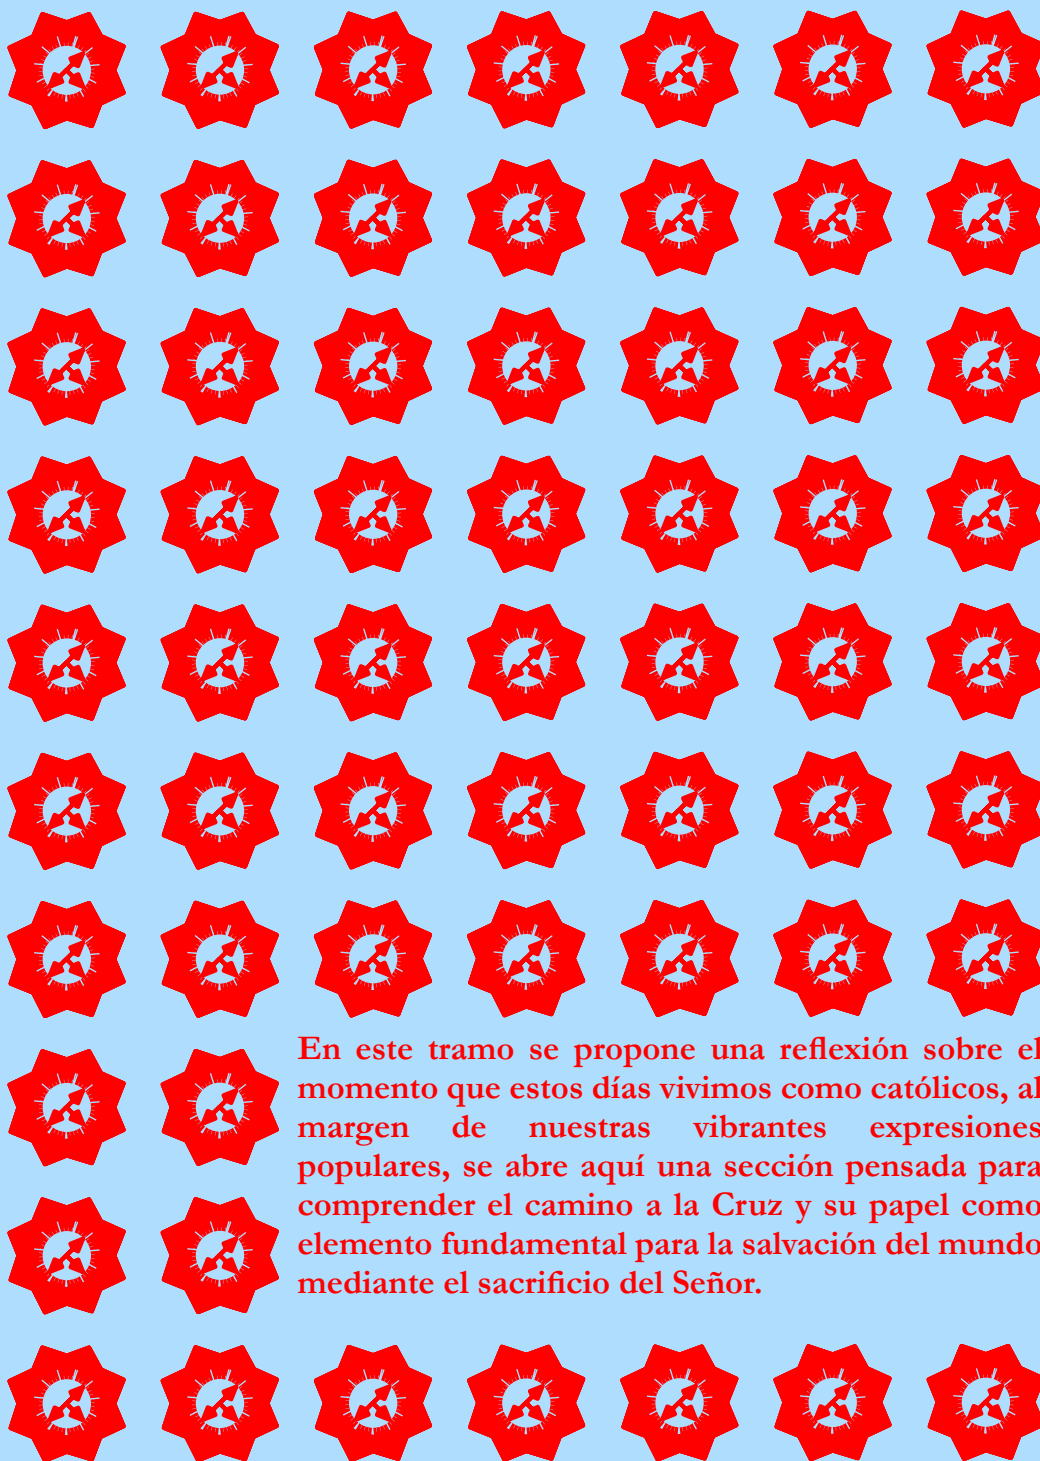 En este tramo se propone una reflexión sobre el
momento que estos días vivimos como católicos, al
margen de nuestras vibrantes expresiones
populares, se abre aquí una sección pensada para
comprender el camino a la Cruz y su papel como
elemento fundamental para la salvación del mundo
mediante el sacrificio del Señor.